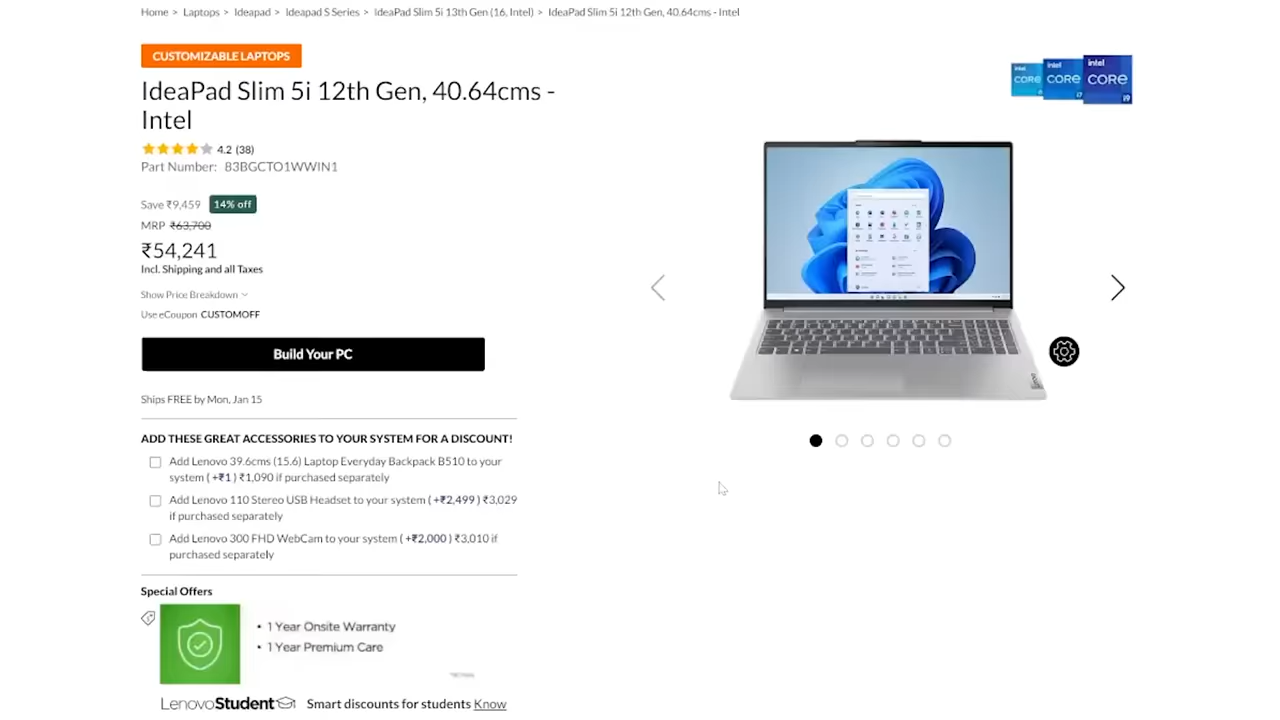 Home > Laptops > Ideapad > Ideapad S Series > IdeaPad Slim 5i 13th Gen (16, Intel) > IdeaPad Slim 5i 12th Gen, 40.64cms - Intel
CUSTOMIZABLE LAPTOPS
IdeaPad Slim 5i 12th Gen, 40.64cms -
Intel
4.2 (38)
Part Number: 83BGCTO1WWIN1
Save ₹9,459 14% off
MRP ₹63,700
₹54,241
Incl. Shipping and all Taxes
Show Price Breakdown
Use eCoupon CUSTOMOFF
Build Your PC
Ships FREE by Mon, Jan 15
ADD THESE GREAT ACCESSORIES TO YOUR SYSTEM FOR A DISCOUNT!
Add Lenovo 39.6cms (15.6) Laptop Everyday Backpack B510 to your
system ( +₹1 ) ₹1,090 if purchased separately
Add Lenovo 110 Stereo USB Headset to your system ( +₹2,499 ) ₹3,029
if purchased separately
Add Lenovo 300 FHD WebCam to your system ( +₹2,000 ) ₹3,010 if
purchased separately
Special Offers
• 1 Year Onsite Warranty
• 1 Year Premium Care
LenovoStudent Smart discounts for students Know
intel CORE
intel CORE i7
intel CORE i9
Lenovo